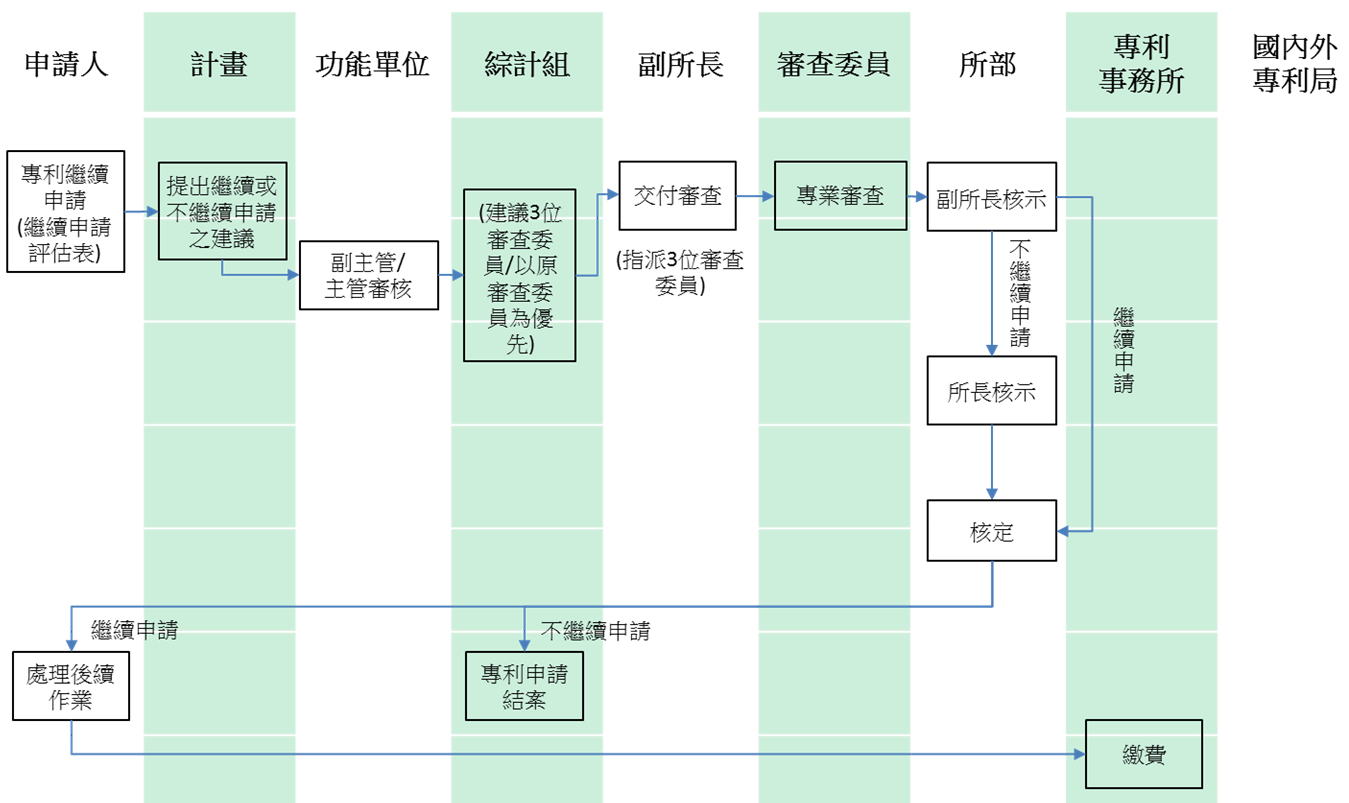 申請人
計畫
功能單位
綜計組
副所長
審查委員
所部
專利
事務所
國內外
專利局
專利繼續
申請
(繼續申請
評估表)
提出繼續或
不繼續申請
之建議
副主管/
主管審核
(建議3位
審查委
員/以原
審查委
員為優
先)
交付審查
(指派3位審查
委員)
專業審查
副所長核示
不繼續申請
繼續申請
所長核示
核定
繼續申請
不繼續申請
處理後續
作業
專利申請
結案
繳費